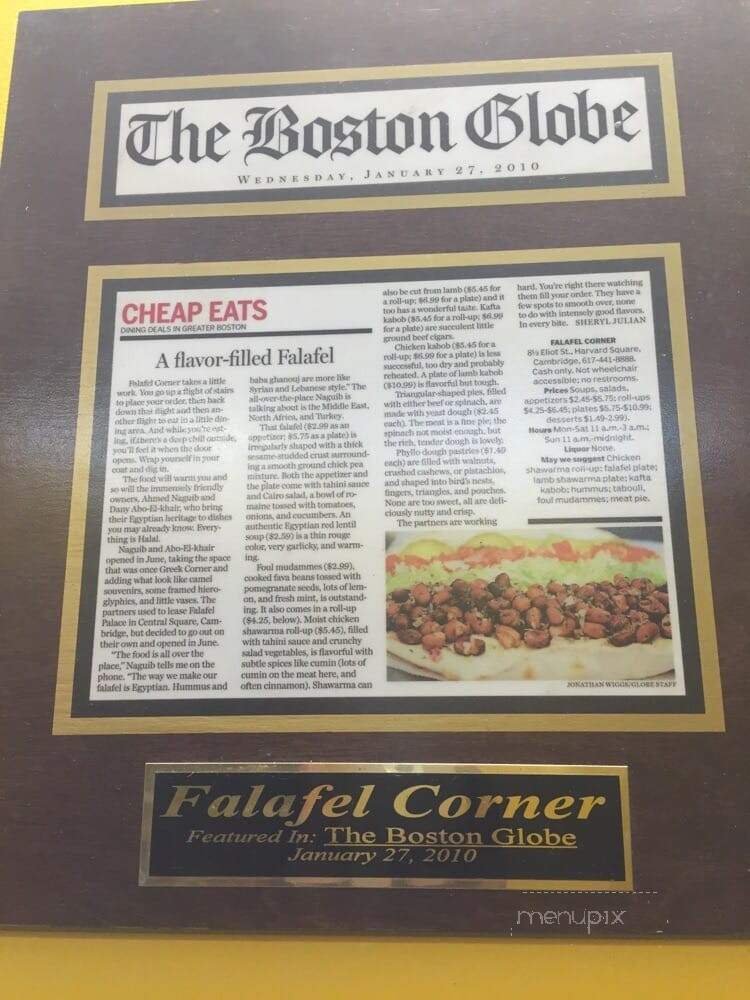 The Boston Globe
WEDNESDAY, JANUARY 27, 2010
CHEAP EATS
DINING DEALS IN GREATER BOSTON
A flavor-filled Falafel
Falafel Corner takes a little
work. You go up a flight of stairs
to place your order, then back
down that flight and then an-
other flight to eat in a little din-
ing area. And while you're eat-
ing, if there's a deep chill outside,
you'll feel it when the door
opens. Wrap yourself in your
coat and dig in.
The food will warm you and
so will the immensely friendly
owners, Ahmed Naguib and
Dany Abo-El-khair, who bring
their Egyptian heritage to dishes
you may already know. Every-
thing is Halal.
Naguib and Abo-El-khair
opened in June, taking the space
that was once Greek Corner and
adding what look like camel
souvenirs, some framed hiero-
glyphics, and little vases. The
partners used to lease Falafel
Palace in Central Square, Cam-
bridge, but decided to go out on
their own and opened in June.
"The food is all over the
place," Naguib tells me on the
phone. "The way we make our
falafel is Egyptian. Hummus and
baba ghanouj are more like
Syrian and Lebanese style." The
all-over-the-place Naguib is
talking about is the Middle East,
North Africa, and Turkey.
That falafel ($2.99 as an
appetizer; $5.75 as a plate) is
irregularly shaped with a thick
sesame-studded crust surround-
ing a smooth ground chick pea
mixture. Both the appetizer and
the plate come with tahini sauce
and Cairo salad, a bowl of ro-
maine tossed with tomatoes,
onions, and cucumbers. An
authentic Egyptian red lentil
soup ($2.59) is a thin rouge
color, very garlicky, and warm-
ing.
Foul mudammes ($2.99),
cooked fava beans tossed with
pomegranate seeds, lots of lem-
on, and fresh mint, is outstand-
ing. It also comes in a roll-up
($4.25, below). Moist chicken
shawarma roll-up ($5.45), filled
with tahini sauce and crunchy
salad vegetables, is flavorful with
subtle spices like cumin (lots of
cumin on the meat here, and
often cinnamon). Shawarma can
also be cut from lamb ($5.45 for
a roll-up; $6.99 for a plate) and it
too has a wonderful taste. Kafta
kabob ($5.45 for a roll-up; $6.99
for a plate) are succulent little
ground beef cigars.
Chicken kabob ($5.45 for a
roll-up; $6.99 for a plate) is less
successful, too dry and probably
reheated. A plate of lamb kabob
($10.99) is flavorful but tough.
Triangular-shaped pies, filled
with either beef or spinach, are
made with yeast dough ($2.45
each). The meat is a fine pie; the
spinach not moist enough, but
the rich, tender dough is lovely.
Phyllo dough pastries ($1.49
each) are filled with walnuts,
crushed cashews, or pistachios,
and shaped into bird's nests,
fingers, triangles, and pouches.
None are too sweet, all are deli-
ciously nutty and crisp.
The partners are working
hard. You're right there watching
them fill your order. They have a
few spots to smooth over, none
to do with intensely good flavors.
In every bite. SHERYL JULIAN
FALAFEL CORNER
8½ Eliot St., Harvard Square,
Cambridge, 617-441-8888.
Cash only. Not wheelchair
accessible; no restrooms.
Prices Soups, salads,
appetizers $2.45-$5.75; roll-ups
$4.25-$6.45; plates $5.75-$10.99;
desserts $1.49-2.99).
Hours Mon-Sat 11 a.m.-3 a.m.;
Sun 11 a.m.-midnight.
Liquor None.
May we suggest Chicken
shawarma roll-up; falafel plate;
lamb shawarma plate; kafta
kabob; hummus; tabouli,
foul mudammes; meat pie.
JONATHAN WIGGS/GLOBE STAFF
Falafel Corner
Featured In: The Boston Globe
January 27, 2010
menupix